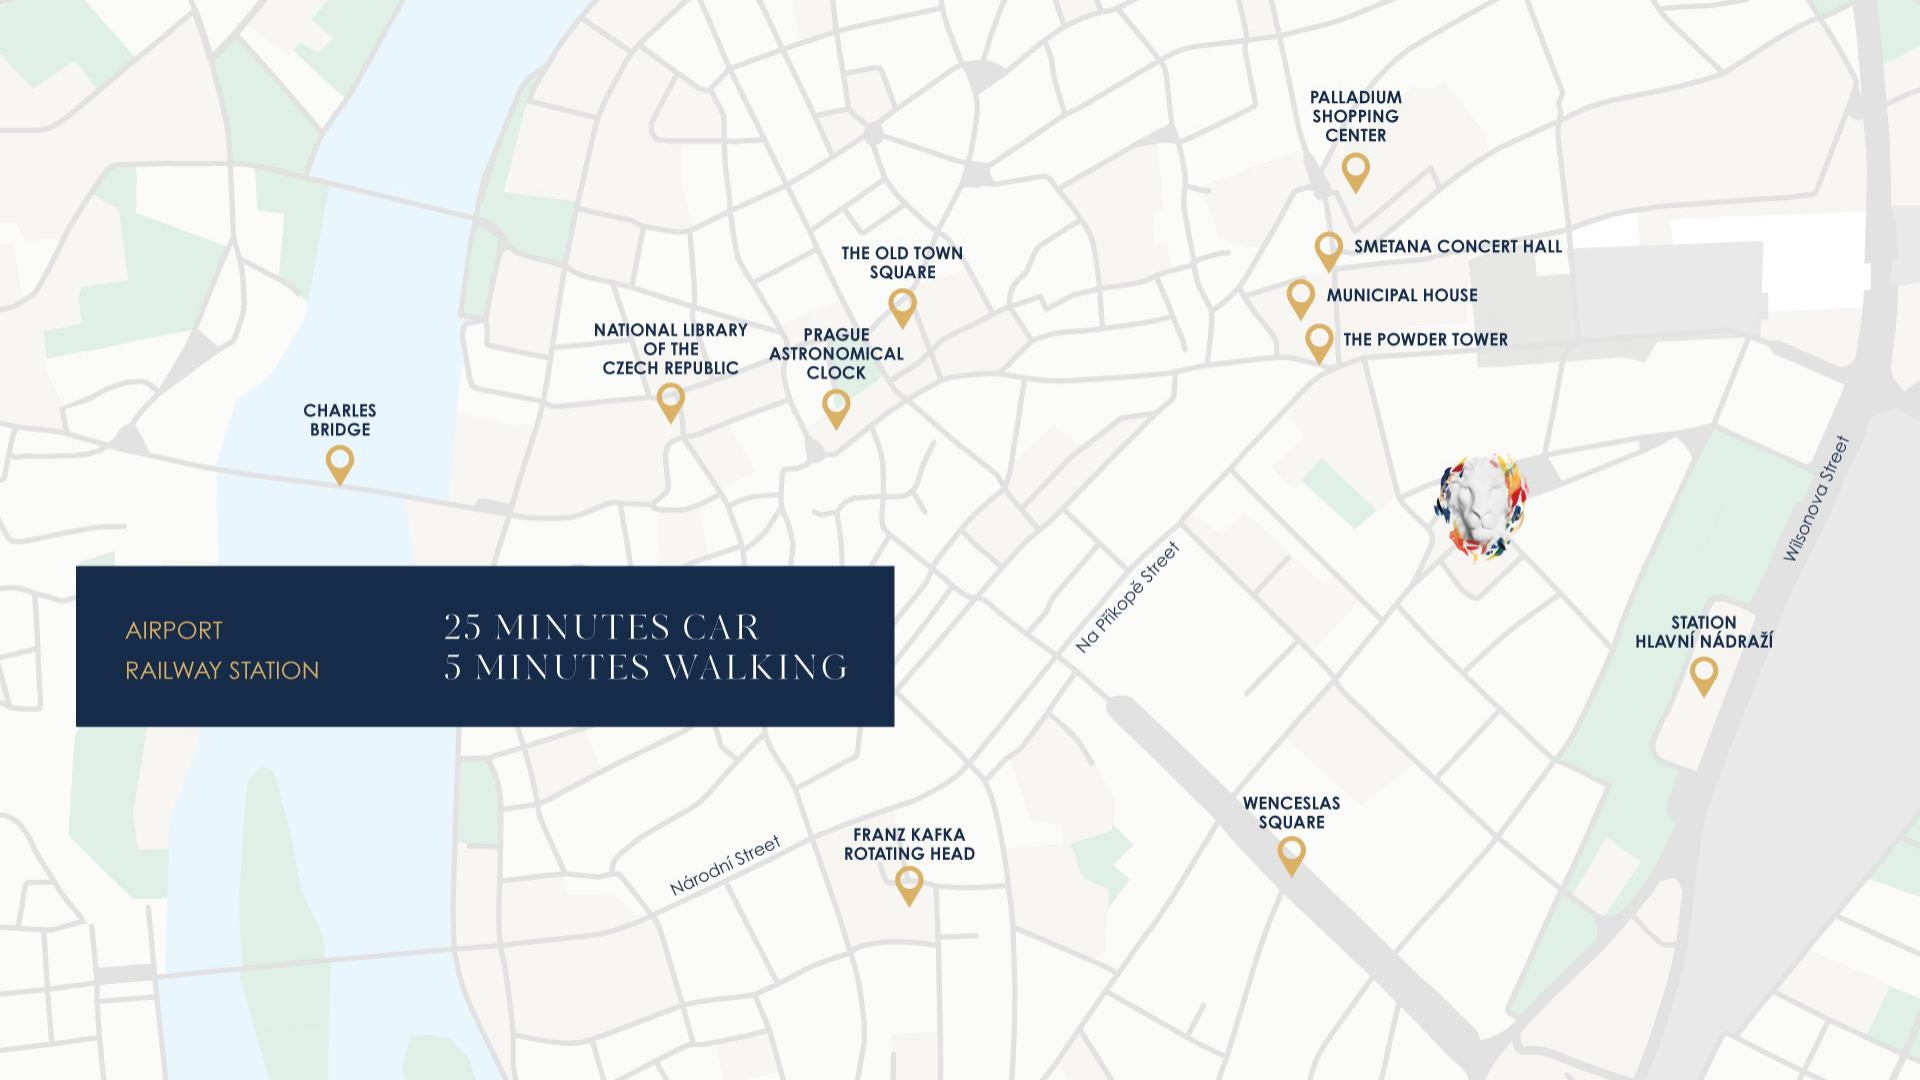 PALLADIUM
SHOPPING
CENTER
SMETANA CONCERT HALL
THE OLD TOWN
SQUARE
MUNICIPAL HOUSE
NATIONAL LIBRARY
OF THE
CZECH REPUBLIC
PRAGUE
ASTRONOMICAL
CLOCK
THE POWDER TOWER
CHARLES
BRIDGE
Wilsonova Street
Na Příkopě Street
AIRPORT 25 MINUTES CAR
RAILWAY STATION 5 MINUTES WALKING
STATION
HLAVNÍ NÁDRAŽÍ
WENCESLAS
SQUARE
FRANZ KAFKA
ROTATING HEAD
Národní Street